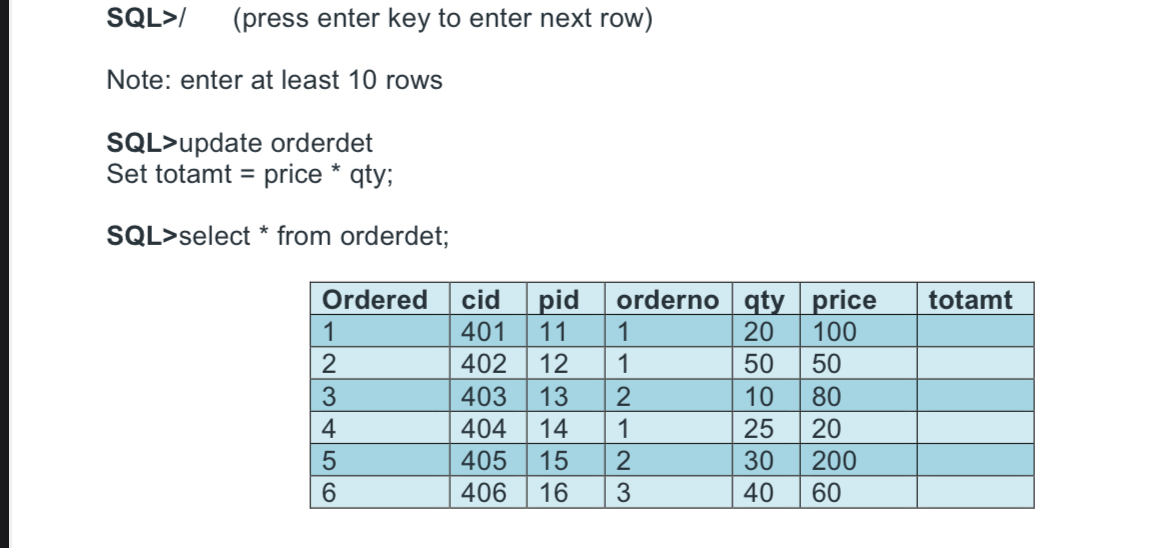 SQL>/ (press enter key to enter next row)
Note: enter at least 10 rows
SQL>update orderdet
Set totamt = price * qty;
SQL>select * from orderdet;
Ordered cid pid orderno qty price totamt
1 401 11 1 20 100
2 402 12 1 50 50
3 403 13 2 10 80
4 404 14 1 25 20
5 405 15 2 30 200
6 406 16 3 40 60